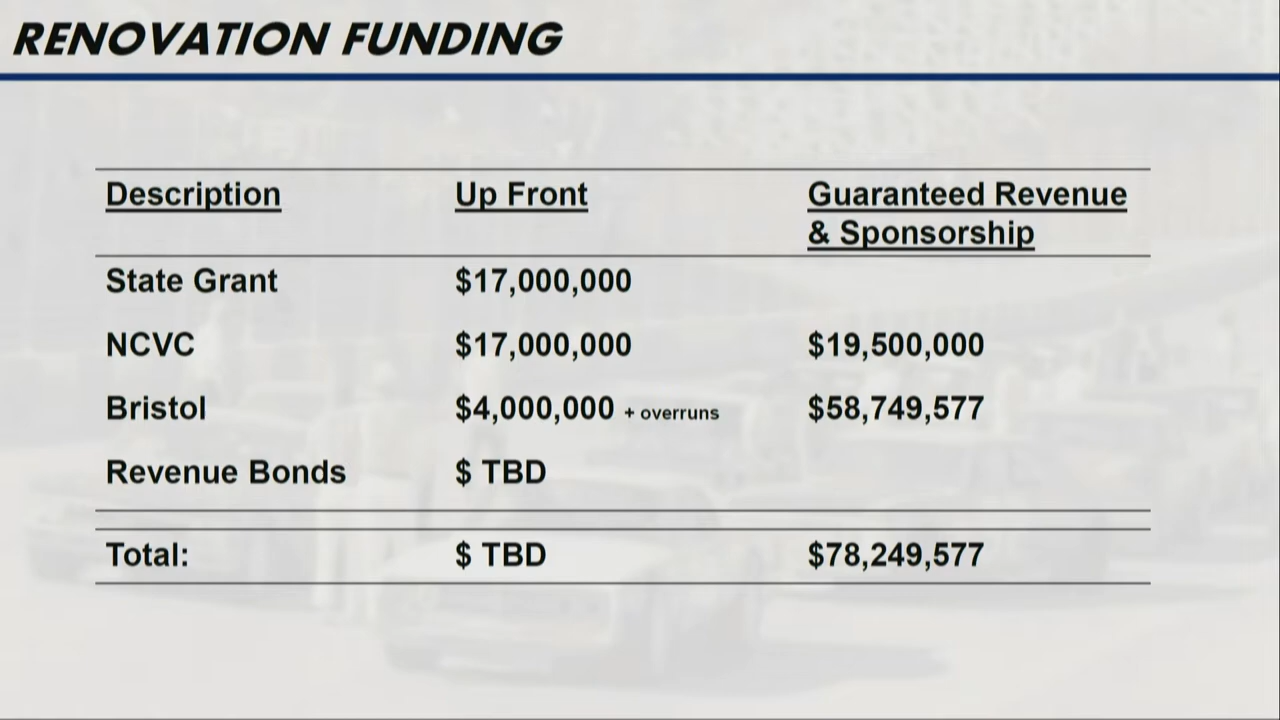 RENOVATION FUNDING
Description Up Front Guaranteed Revenue
& Sponsorship
State Grant $17,000,000
NCVC $17,000,000 $19,500,000
Bristol $4,000,000 + overruns $58,749,577
Revenue Bonds $ TBD
Total: $ TBD $78,249,577